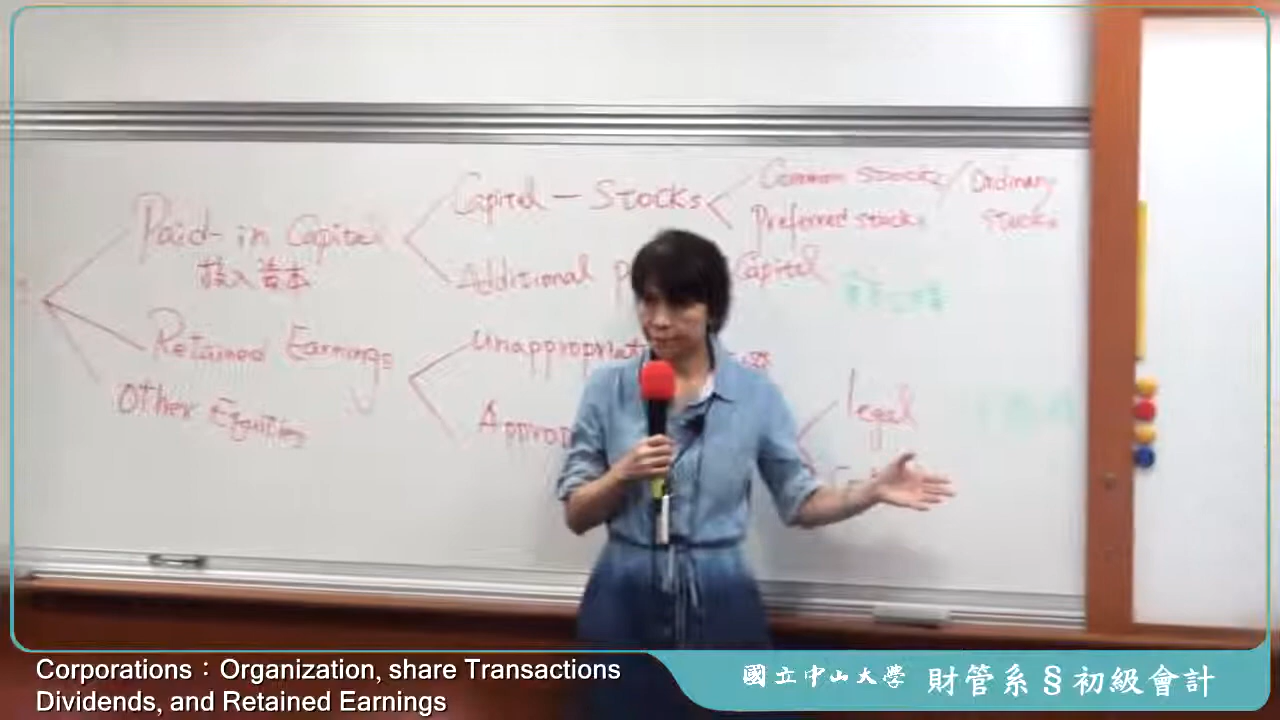 Capital - Stocks
Common stocks / Ordinary
Preferred stocks stocks
Paid-in Capital
投入資本
Additional Capital
Retained Earnings
Unappropriat
Other Equities
Approp
legal
Corporations：Organization, share Transactions
Dividends, and Retained Earnings
國立中山大學 財管系§初級會計